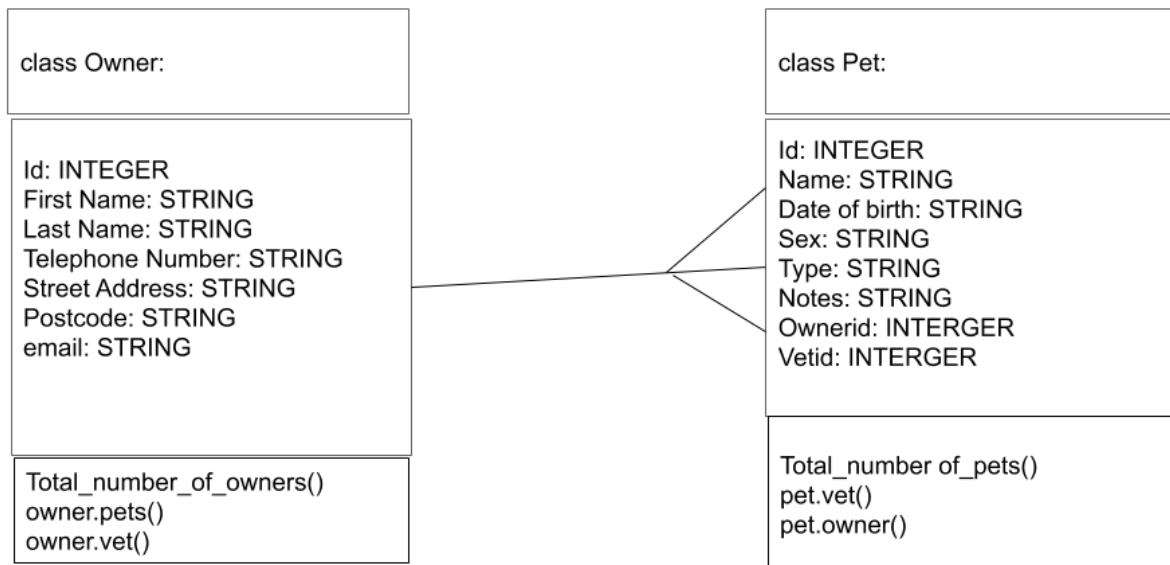 class Owner:
Id: INTEGER
First Name: STRING
Last Name: STRING
Telephone Number: STRING
Street Address: STRING
Postcode: STRING
email: STRING
Total_number_of_owners()
owner.pets()
owner.vet()
class Pet:
Id: INTEGER
Name: STRING
Date of birth: STRING
Sex: STRING
Type: STRING
Notes: STRING
Ownerid: INTERGER
Vetid: INTERGER
Total_number of_pets()
pet.vet()
pet.owner()